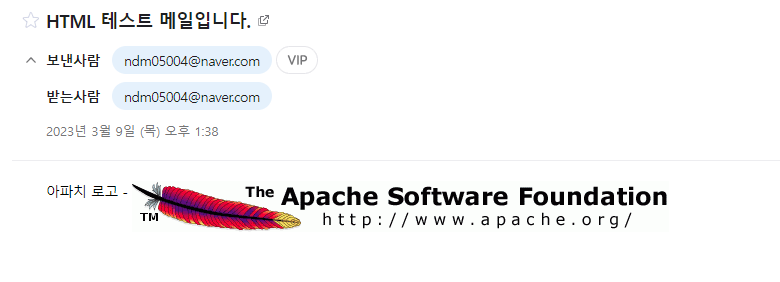 HTML 테스트 메일입니다.
보낸사람 ndm05004@naver.com VIP
받는사람 ndm05004@naver.com
2023년 3월 9일 (목) 오후 1:38
아파치 로고 - The Apache Software Foundation
TM http://www.apache.org/